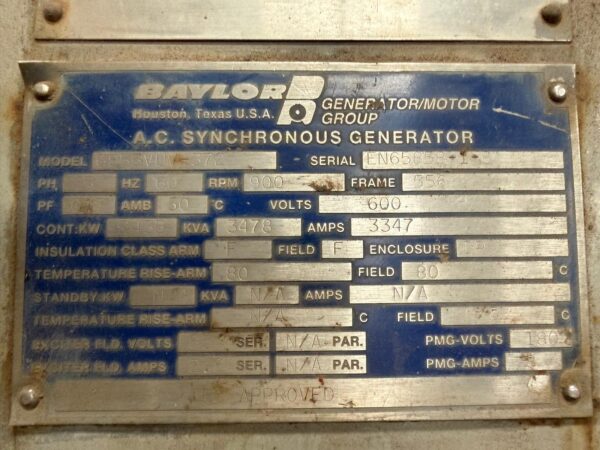 BAYLOR
Houston, Texas U.S.A. GENERATOR/MOTOR GROUP
A.C. SYNCHRONOUS GENERATOR
MODEL SERIAL
PH. HZ RPM 900 FRAME
PF AMB °C VOLTS 600
CONT: KW KVA 3478 AMPS 3347
INSULATION CLASS ARM F FIELD F ENCLOSURE
TEMPERATURE RISE-ARM 80 FIELD 80 C
STANDBY: KW N KVA N/A AMPS N/A
TEMPERATURE RISE-ARM N/A C FIELD C
EXCITER FLD. VOLTS SER. N/A PAR. PMG-VOLTS 180
EXCITER FLD. AMPS SER. N/A PAR. PMG-AMPS
APPROVED